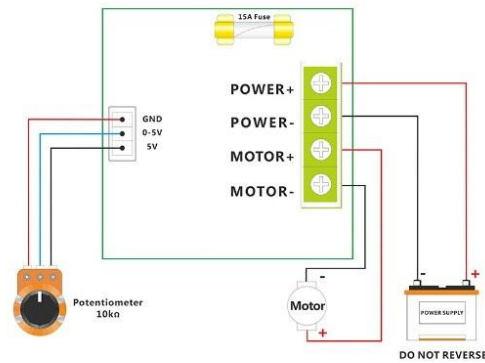 15A Fuse
POWER+
POWER-
MOTOR+
MOTOR-
GND
0-5V
5V
Potentiometer
10kΩ
-
Motor
+
-
+
POWER SUPPLY
DO NOT REVERSE